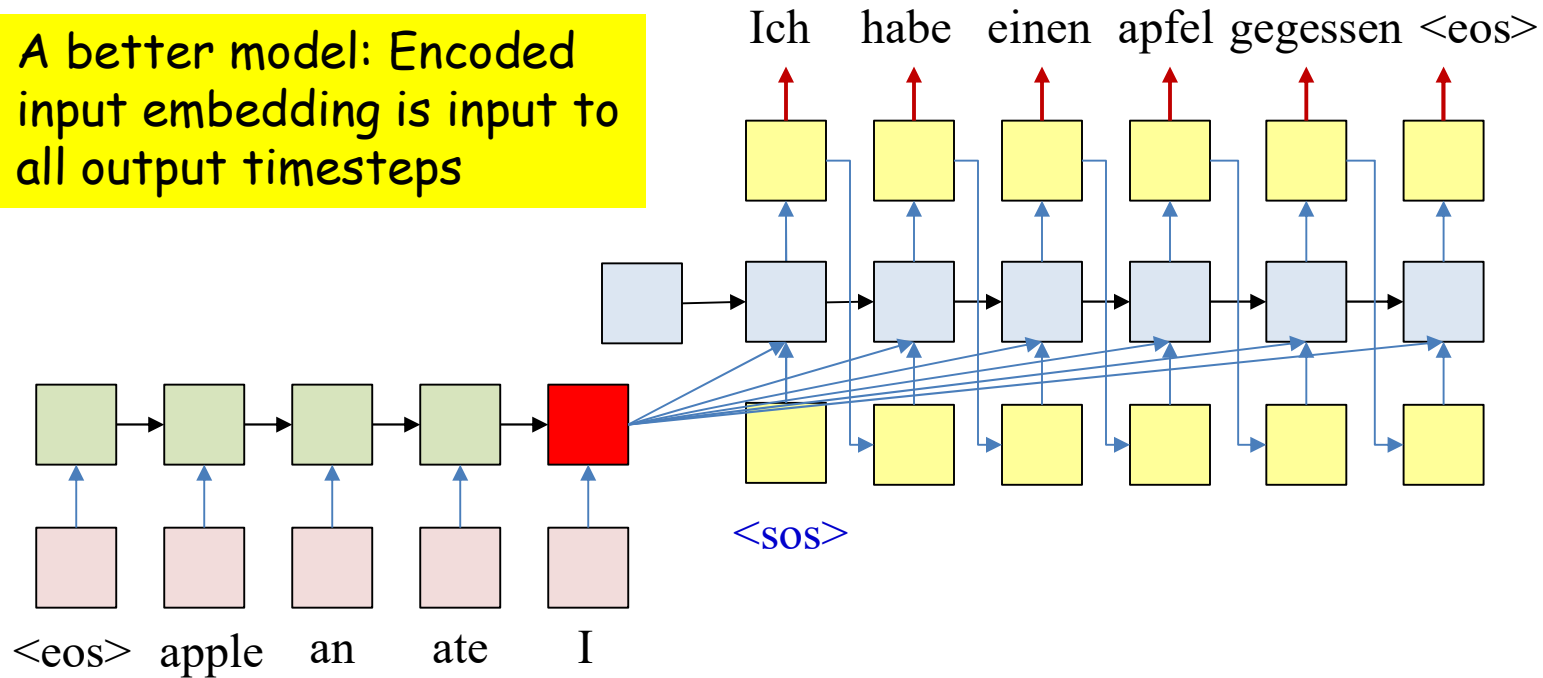 A better model: Encoded
input embedding is input to
all output timesteps
Ich habe einen apfel gegessen <eos>
<sos>
<eos> apple an ate I